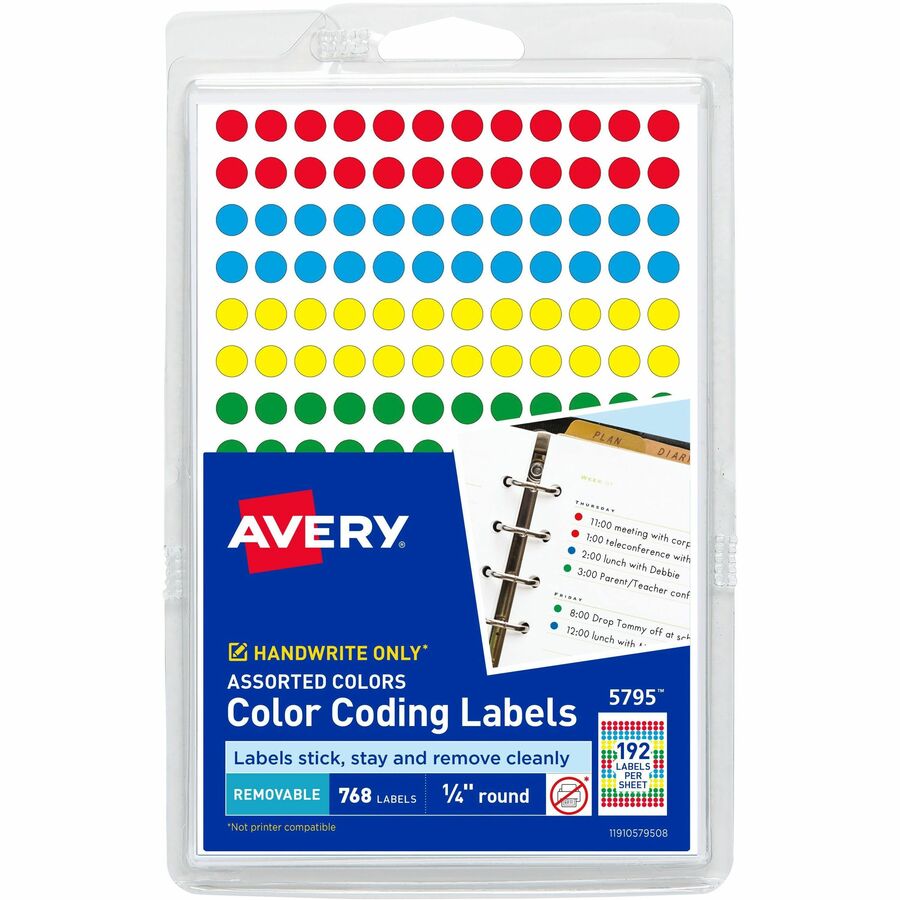 PLAN
DIARY
WEEK OF
THURSDAY
11:00 meeting with corp
1:00 teleconference with
2:00 lunch with Debbie
3:00 Parent/Teacher conf
FRIDAY
8:00 Drop Tommy off at sch
12:00 lunch with
AVERY®
HANDWRITE ONLY*
ASSORTED COLORS
Color Coding Labels
5795™
Labels stick, stay and remove cleanly
192
LABELS
PER
SHEET
REMOVABLE
768 LABELS
1/4" round
*
*Not printer compatible
11910579508